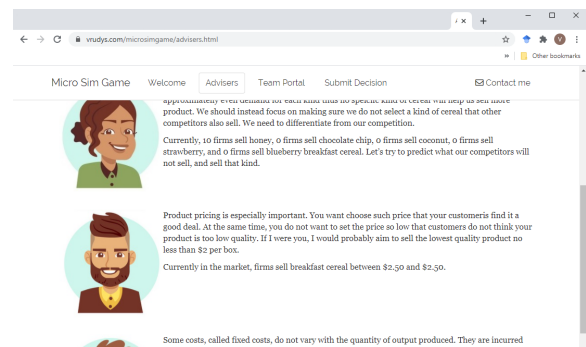 vrudys.com/microsimgame/advisers.html
Other bookmarks
Micro Sim Game Welcome Advisers Team Portal Submit Decision Contact me
approximately even demand for each kind thus no specific kind of cereal will help us sell more
product. We should instead focus on making sure we do not select a kind of cereal that other
competitors also sell. We need to differentiate from our competition.
Currently, 10 firms sell honey, 0 firms sell chocolate chip, 0 firms sell coconut, 0 firms sell
strawberry, and 0 firms sell blueberry breakfast cereal. Let's try to predict what our competitors will
not sell, and sell that kind.
Product pricing is especially important. You want choose such price that your customeris find it a
good deal. At the same time, you do not want to set the price so low that customers do not think your
product is too low quality. If I were you, I would probably aim to sell the lowest quality product no
less than $2 per box.
Currently in the market, firms sell breakfast cereal between $2.50 and $2.50.
Some costs, called fixed costs, do not vary with the quantity of output produced. They are incurred